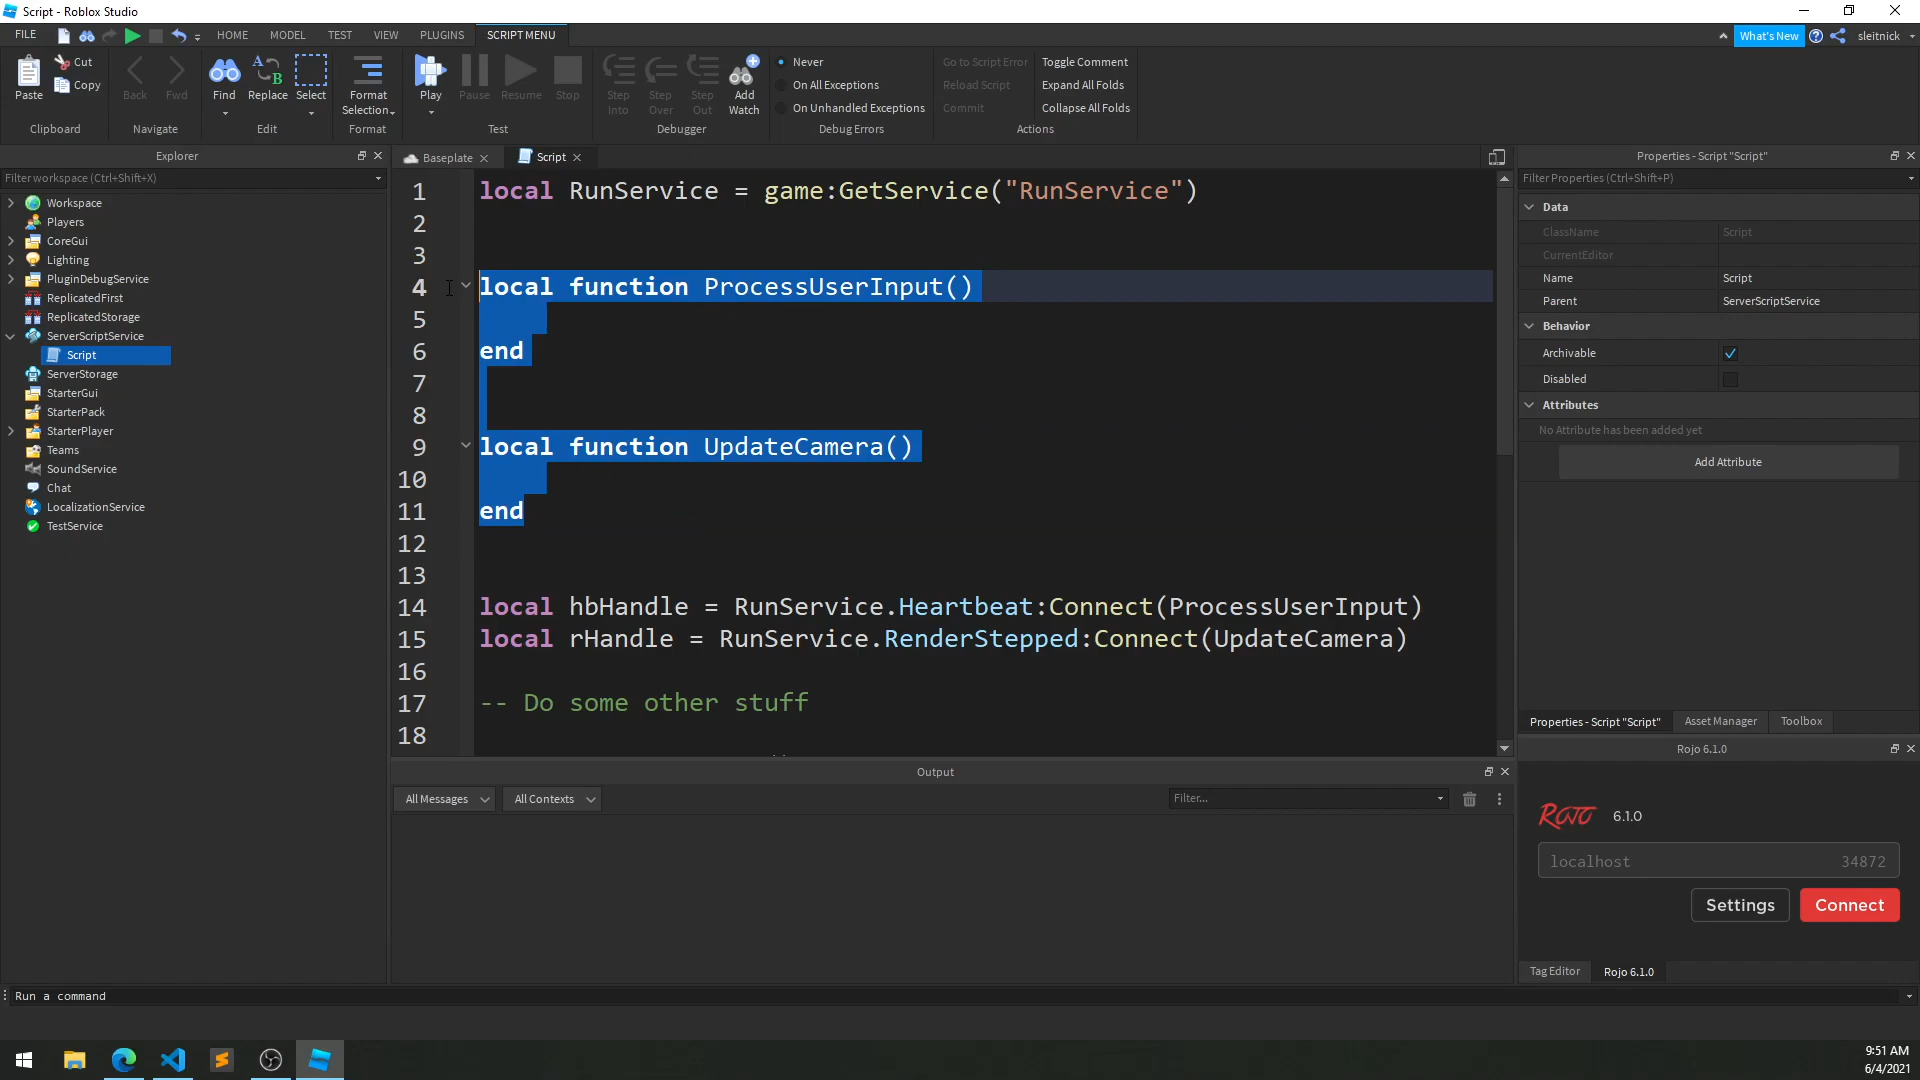 Script - Roblox Studio
FILE
HOME
MODEL
TEST
VIEW
PLUGINS
SCRIPT MENU
What's New
sleitnick
Paste
Cut
Copy
Clipboard
Back
Fwd
Navigate
Find
Replace
Select
Edit
Format
Selection
Format
Play
Pause
Resume
Stop
Test
Step
Into
Step
Over
Step
Out
Add
Watch
Debugger
Never
On All Exceptions
On Unhandled Exceptions
Debug Errors
Go to Script Error
Reload Script
Commit
Toggle Comment
Expand All Folds
Collapse All Folds
Actions
Explorer
Filter workspace (Ctrl+Shift+X)
Workspace
Players
CoreGui
Lighting
PluginDebugService
ReplicatedFirst
ReplicatedStorage
ServerScriptService
Script
ServerStorage
StarterGui
StarterPack
StarterPlayer
Teams
SoundService
Chat
LocalizationService
TestService
Baseplate
Script
1 local RunService = game:GetService("RunService")
2
3
4 local function ProcessUserInput()
5
6 end
7
8
9 local function UpdateCamera()
10
11 end
12
13
14 local hbHandle = RunService.Heartbeat:Connect(ProcessUserInput)
15 local rHandle = RunService.RenderStepped:Connect(UpdateCamera)
16
17 -- Do some other stuff
18
Output
All Messages
All Contexts
Filter...
Properties - Script "Script"
Filter Properties (Ctrl+Shift+P)
Data
ClassName Script
CurrentEditor
Name Script
Parent ServerScriptService
Behavior
Archivable
Disabled
Attributes
No Attribute has been added yet
Add Attribute
Properties - Script "Script"
Asset Manager
Toolbox
Rojo 6.1.0
Rojo 6.1.0
localhost 34872
Settings
Connect
Tag Editor
Rojo 6.1.0
Run a command
9:51 AM
6/4/2021